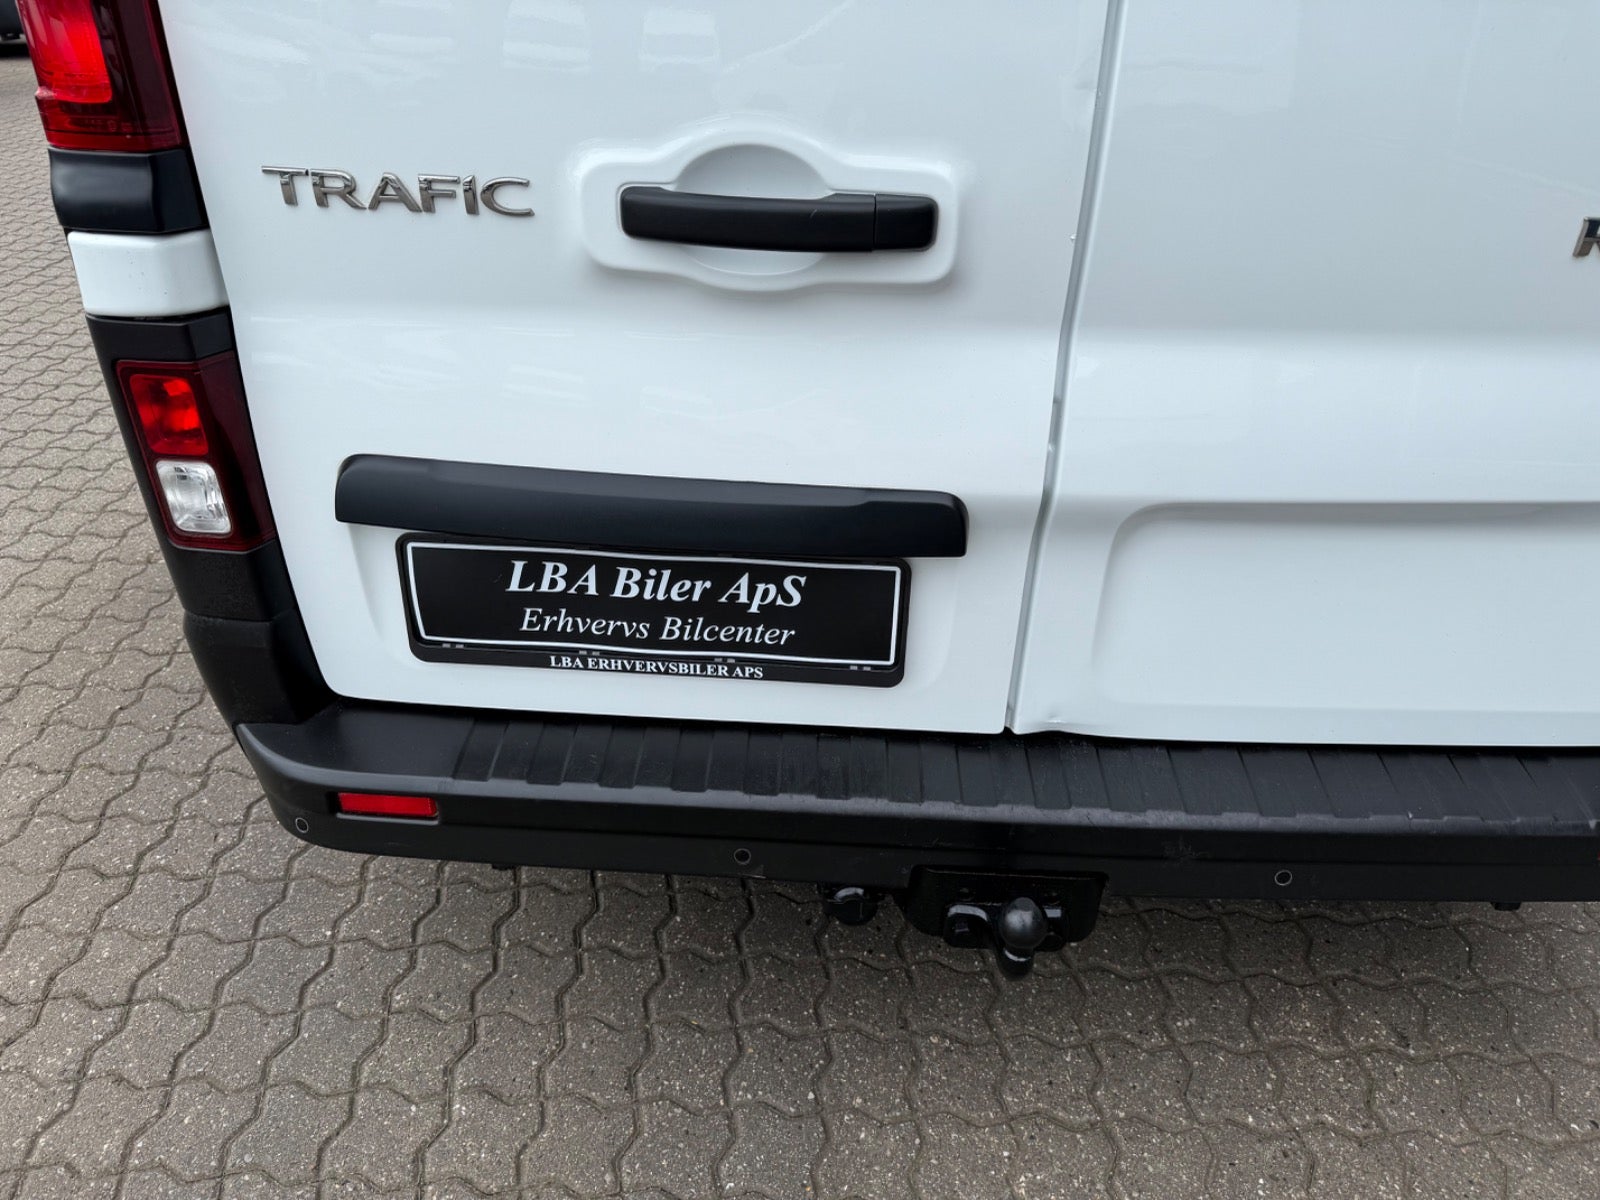 TRAFIC
LBA Biler ApS
Erhvervs Bilcenter
LBA ERHVERVSBILER APS